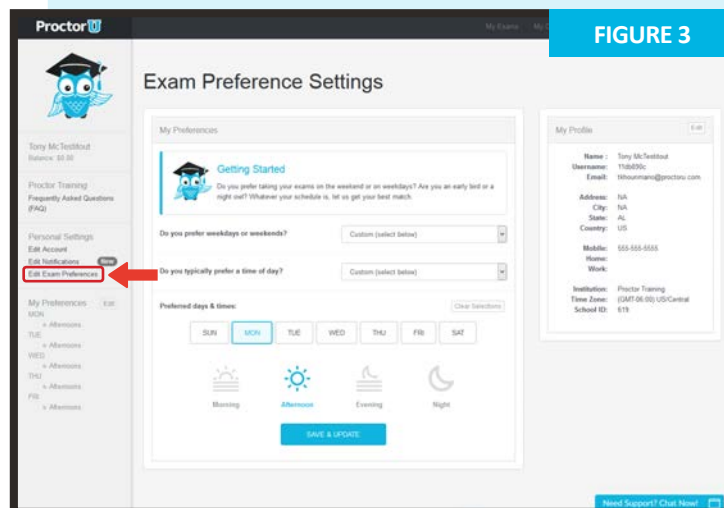 ProctorU
My Exams
FIGURE 3
Exam Preference Settings
Tony McTestitout
Balance: $0.00
Proctor Training
Frequently Asked Questions
(FAQ)
Personal Settings
Edit Account
Edit Notifications New
Edit Exam Preferences
My Preferences Edit
MON
» Afternoons
TUE
» Afternoons
WED
» Afternoons
THU
» Afternoons
FRI
» Afternoons
My Preferences
Getting Started
Do you prefer taking your exams on the weekend or on weekdays? Are you an early bird or a
night owl? Whatever your schedule is, let us get your best match.
Do you prefer weekdays or weekends? Custom (select below)
Do you typically prefer a time of day? Custom (select below)
Preferred days & times: Clear Selections
SUN MON TUE WED THU FRI SAT
Morning Afternoon Evening Night
SAVE & UPDATE
My Profile Edit
Name : Tony McTestitout
Username:
Email:
Address: NA
City: NA
State: AL
Country: US
Mobile: 555-555-5555
Home:
Work:
Institution: Proctor Training
Time Zone: (GMT-06:00) US/Central
School ID: 619
Need Support? Chat Now!